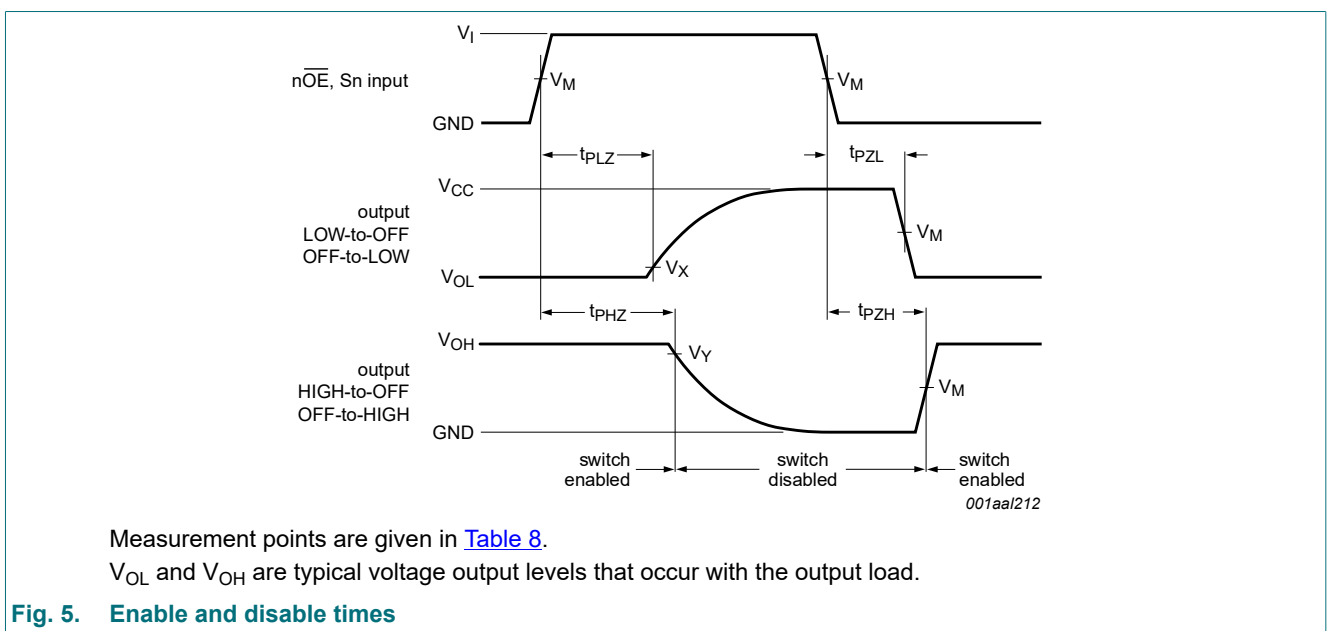 V_I
nOE, Sn input
V_M
V_M
GND
t_PLZ
t_PZL
V_CC
output
LOW-to-OFF
OFF-to-LOW
V_M
V_X
V_OL
t_PHZ
t_PZH
V_OH
output
HIGH-to-OFF
OFF-to-HIGH
V_Y
V_M
GND
switch
enabled
switch
disabled
switch
enabled
001aal212
Measurement points are given in Table 8.
V_OL and V_OH are typical voltage output levels that occur with the output load.
Fig. 5. Enable and disable times